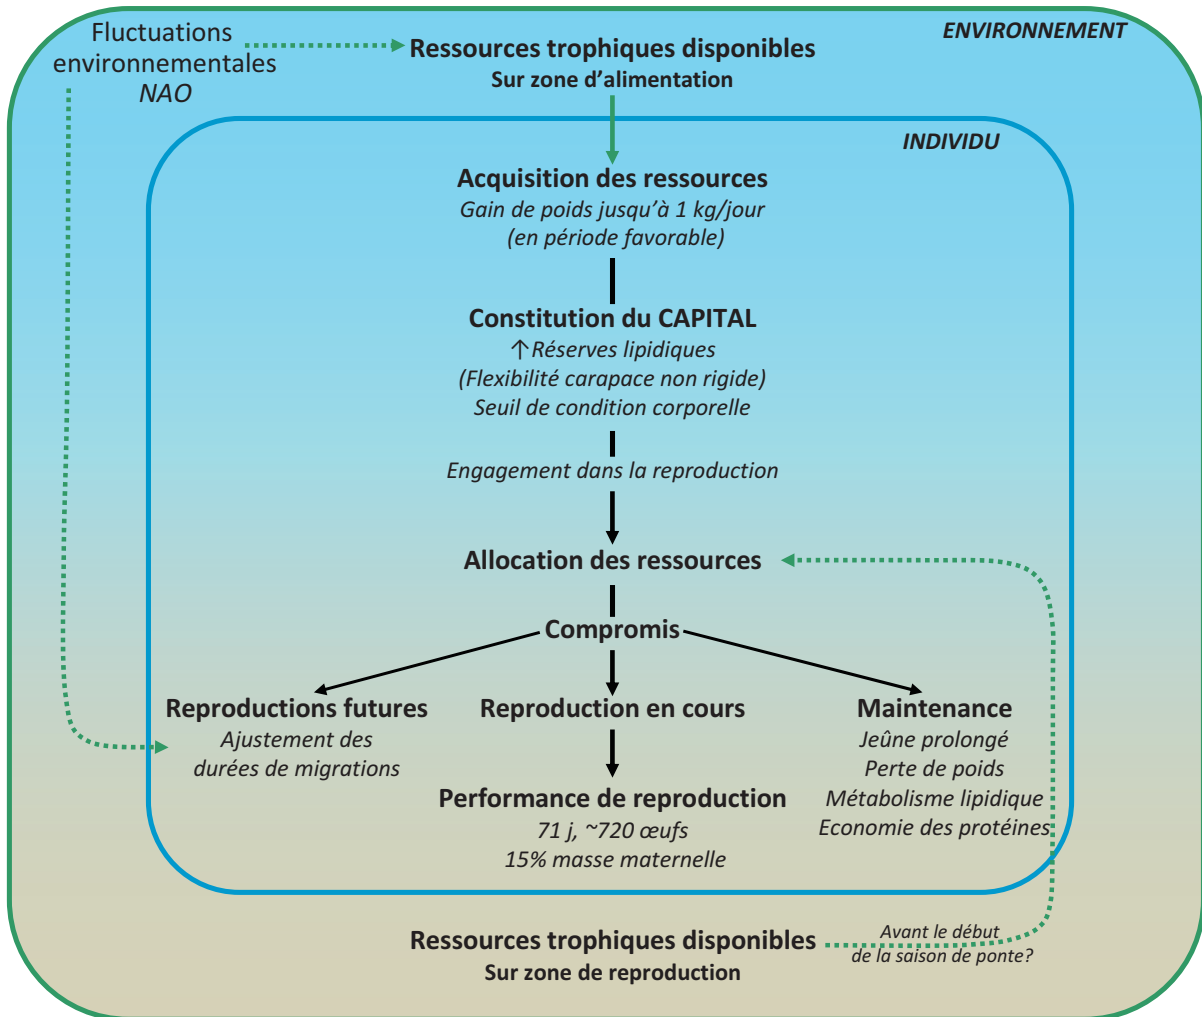 Fluctuations
environnementales
NAO
Ressources trophiques disponibles
Sur zone d'alimentation
ENVIRONNEMENT
INDIVIDU
Acquisition des ressources
Gain de poids jusqu'à 1 kg/jour
(en période favorable)
Constitution du CAPITAL
↑Réserves lipidiques
(Flexibilité carapace non rigide)
Seuil de condition corporelle
Engagement dans la reproduction
Allocation des ressources
Compromis
Reproductions futures
Ajustement des
durées de migrations
Reproduction en cours
Performance de reproduction
71 j, ~720 œufs
15% masse maternelle
Maintenance
Jeûne prolongé
Perte de poids
Métabolisme lipidique
Economie des protéines
Ressources trophiques disponibles
Sur zone de reproduction
Avant le début
de la saison de ponte?